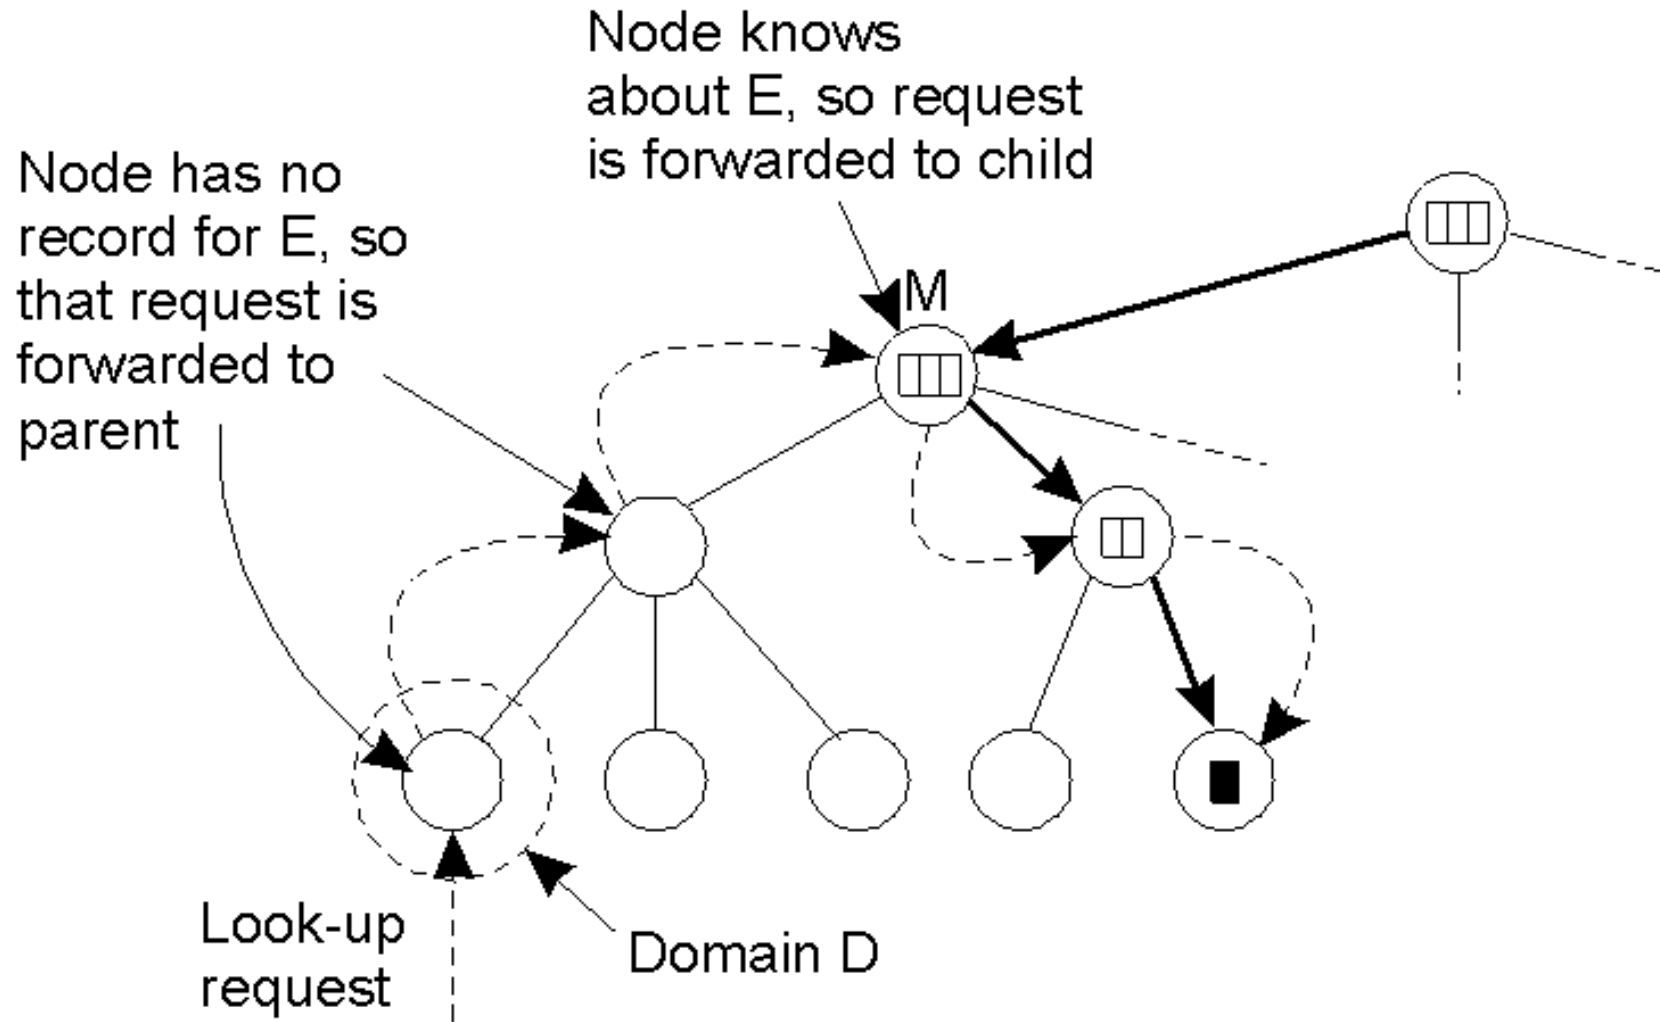 Node knows
about E, so request
is forwarded to child
Node has no
record for E, so
that request is
forwarded to
parent
M
Look-up
request
Domain D